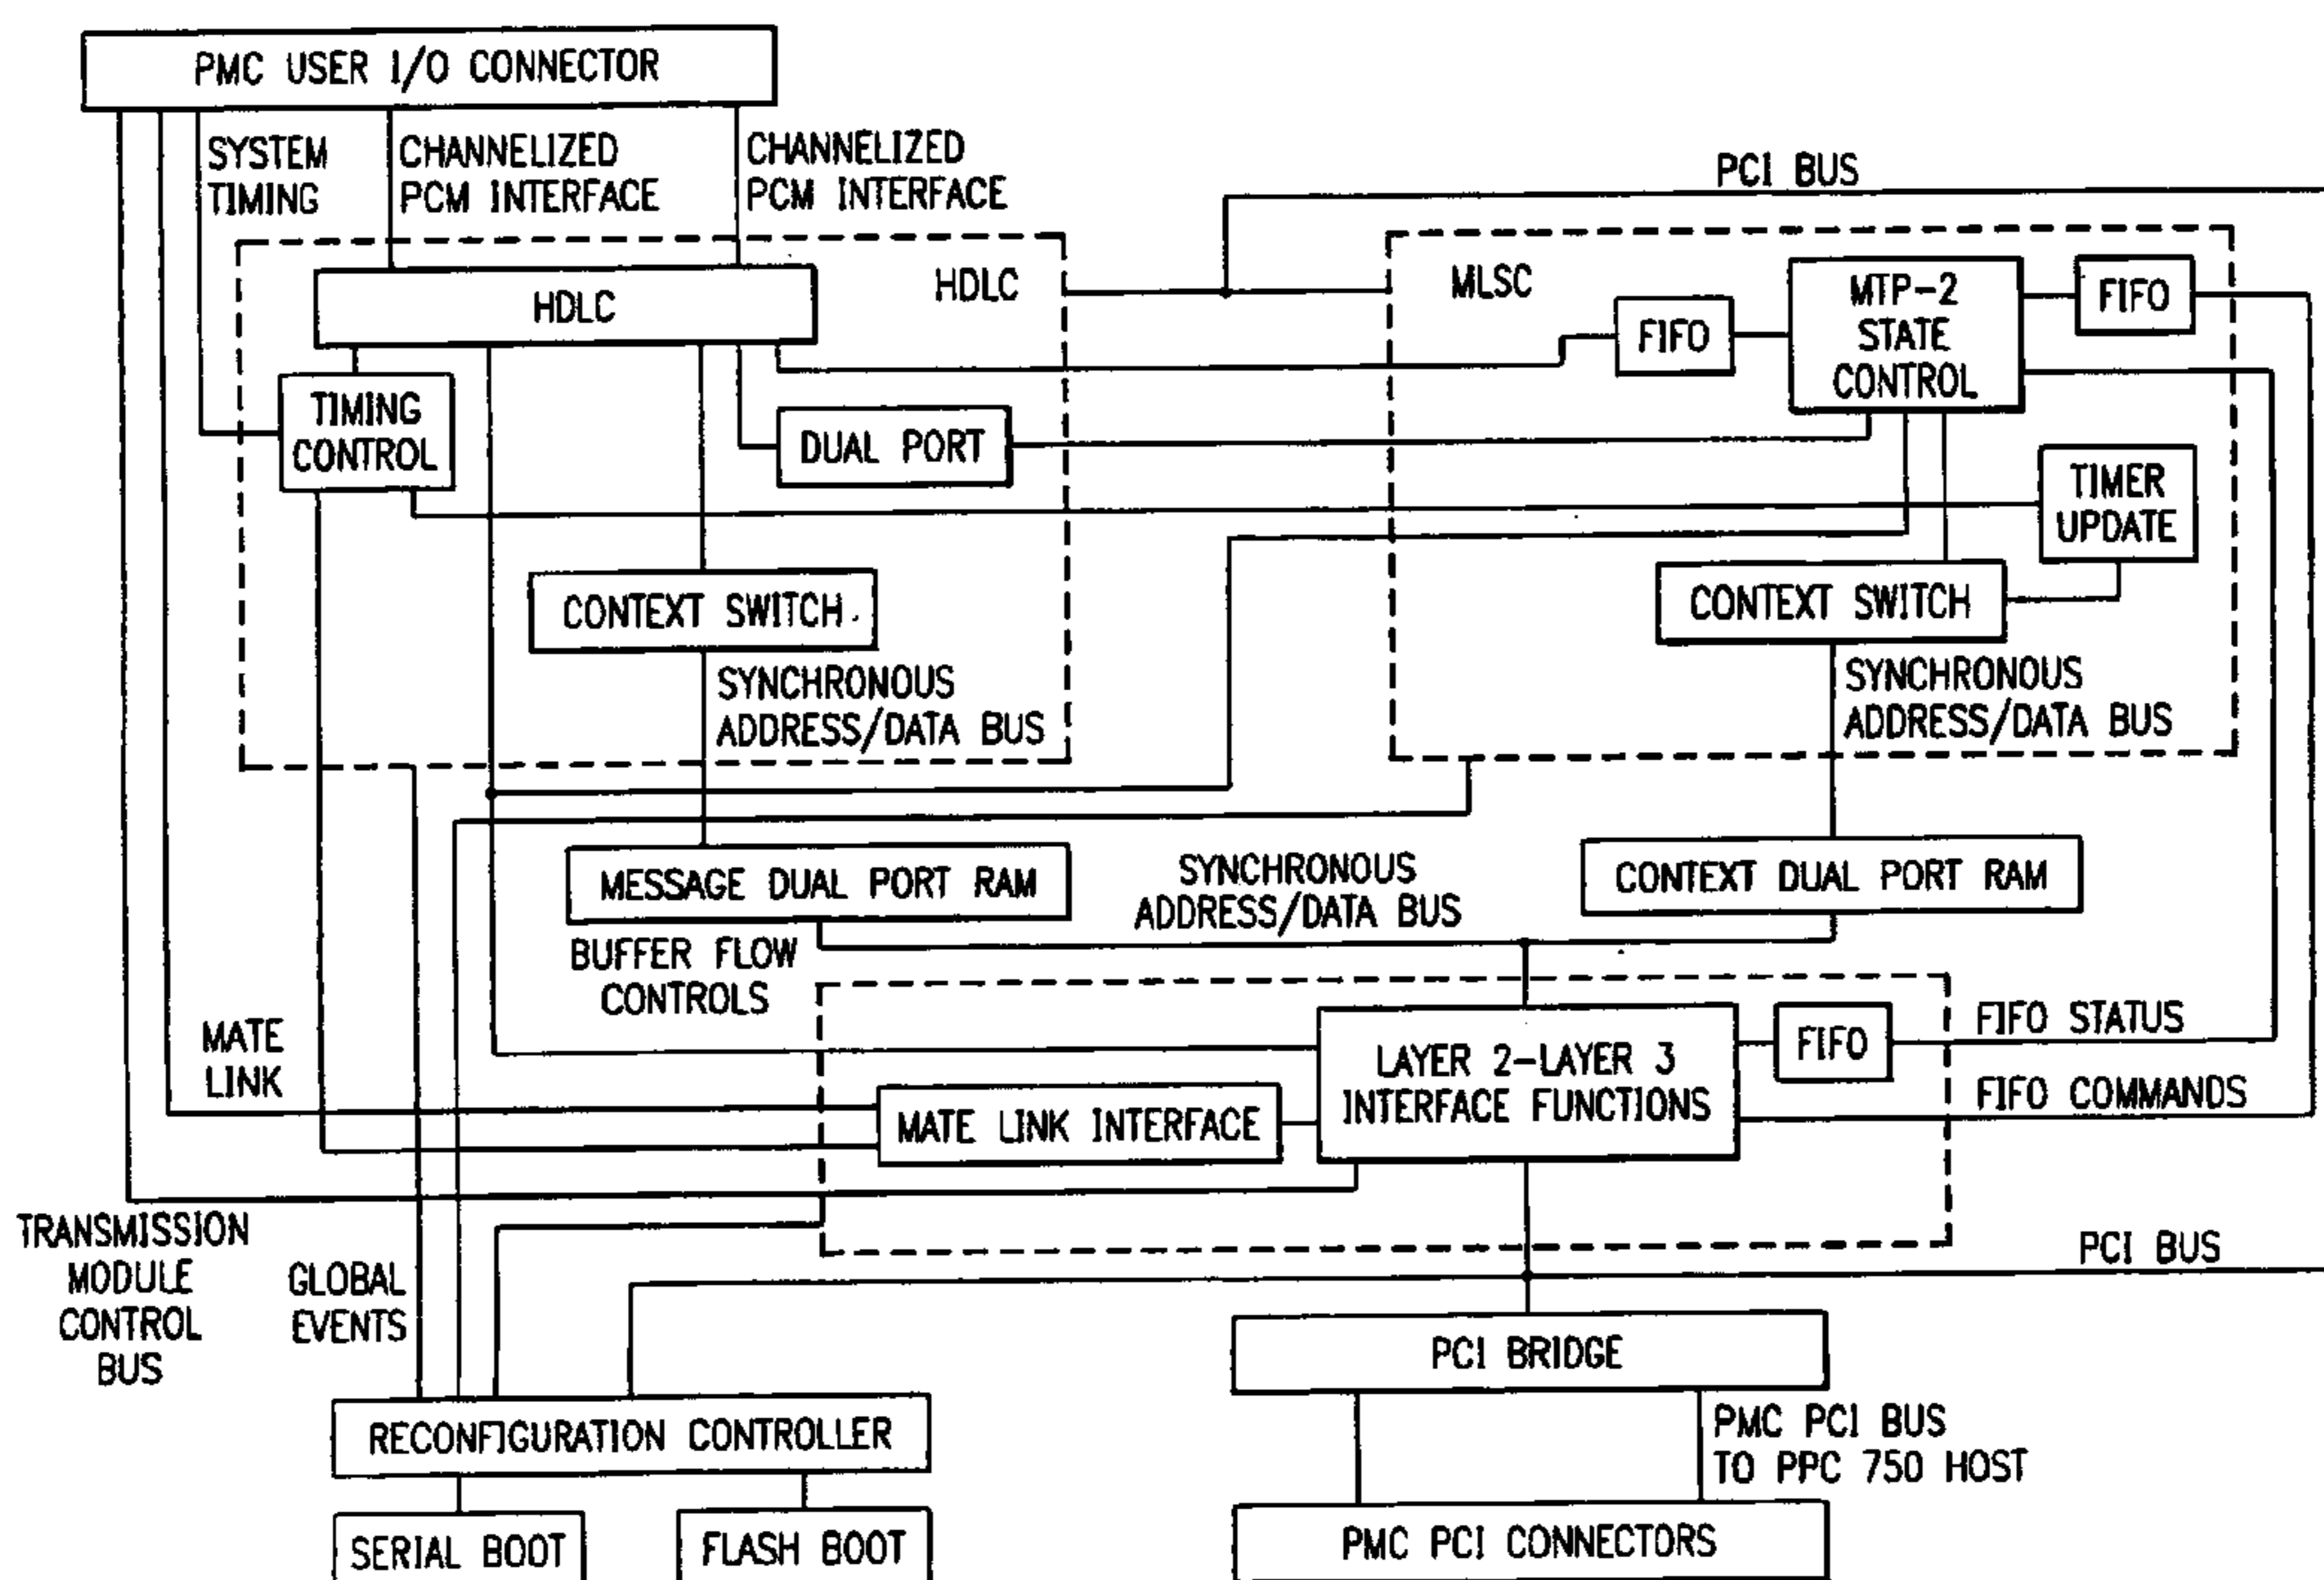 PMC USER I/O CONNECTOR
SYSTEM
TIMING
CHANNELIZED
PCM INTERFACE
CHANNELIZED
PCM INTERFACE
PCI BUS
HDLC
HDLC
MLSC
FIFO
MTP-2
STATE
CONTROL
FIFO
TIMING
CONTROL
DUAL PORT
TIMER
UPDATE
CONTEXT SWITCH
CONTEXT SWITCH
SYNCHRONOUS
ADDRESS/DATA BUS
SYNCHRONOUS
ADDRESS/DATA BUS
MESSAGE DUAL PORT RAM
SYNCHRONOUS
ADDRESS/DATA BUS
CONTEXT DUAL PORT RAM
BUFFER FLOW
CONTROLS
MATE
LINK
LAYER 2-LAYER 3
INTERFACE FUNCTIONS
FIFO
FIFO STATUS
FIFO COMMANDS
MATE LINK INTERFACE
TRANSMISSION
MODULE
CONTROL
BUS
GLOBAL
EVENTS
PCI BUS
PCI BRIDGE
RECONFIGURATION CONTROLLER
PMC PCI BUS
TO PPC 750 HOST
SERIAL BOOT
FLASH BOOT
PMC PCI CONNECTORS